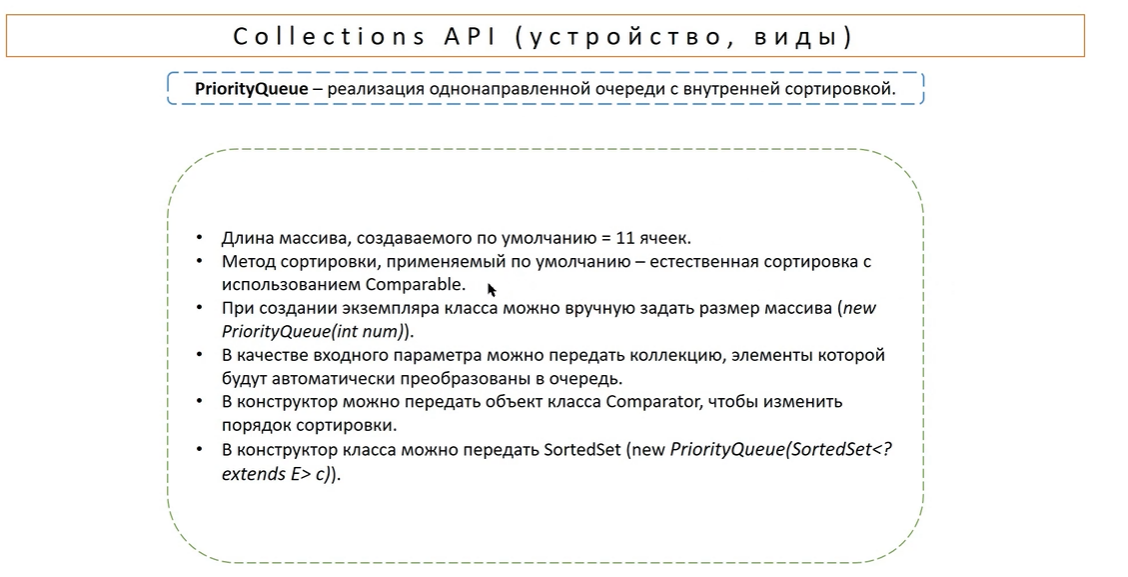 Collections API (устройство, виды)
PriorityQueue – реализация однонаправленной очереди с внутренней сортировкой.
• Длина массива, создаваемого по умолчанию = 11 ячеек.
• Метод сортировки, применяемый по умолчанию – естественная сортировка с
использованием Comparable.
• При создании экземпляра класса можно вручную задать размер массива (new
PriorityQueue(int num)).
• В качестве входного параметра можно передать коллекцию, элементы которой
будут автоматически преобразованы в очередь.
• В конструктор можно передать объект класса Comparator, чтобы изменить
порядок сортировки.
• В конструктор класса можно передать SortedSet (new PriorityQueue(SortedSet<?
extends E> c)).